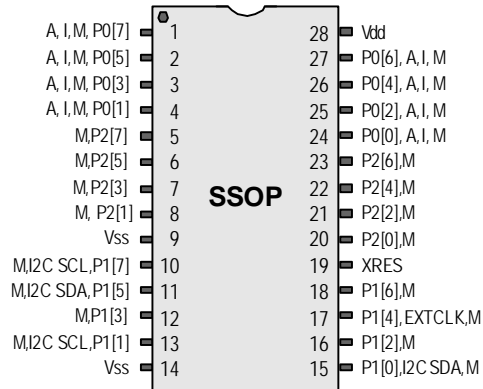 A, I, M, P0[7] 1 28 Vdd
A, I, M, P0[5] 2 27 P0[6], A, I, M
A, I, M, P0[3] 3 26 P0[4], A, I, M
A, I, M, P0[1] 4 25 P0[2], A, I, M
M,P2[7] 5 24 P0[0], A, I, M
M,P2[5] 6 23 P2[6],M
M,P2[3] 7 22 P2[4],M
SSOP
M, P2[1] 8 21 P2[2],M
Vss 9 20 P2[0],M
M,I2C SCL,P1[7] 10 19 XRES
M,I2C SDA,P1[5] 11 18 P1[6],M
M,P1[3] 12 17 P1[4],EXTCLK,M
M,I2C SCL,P1[1] 13 16 P1[2],M
Vss 14 15 P1[0],I2C SDA,M